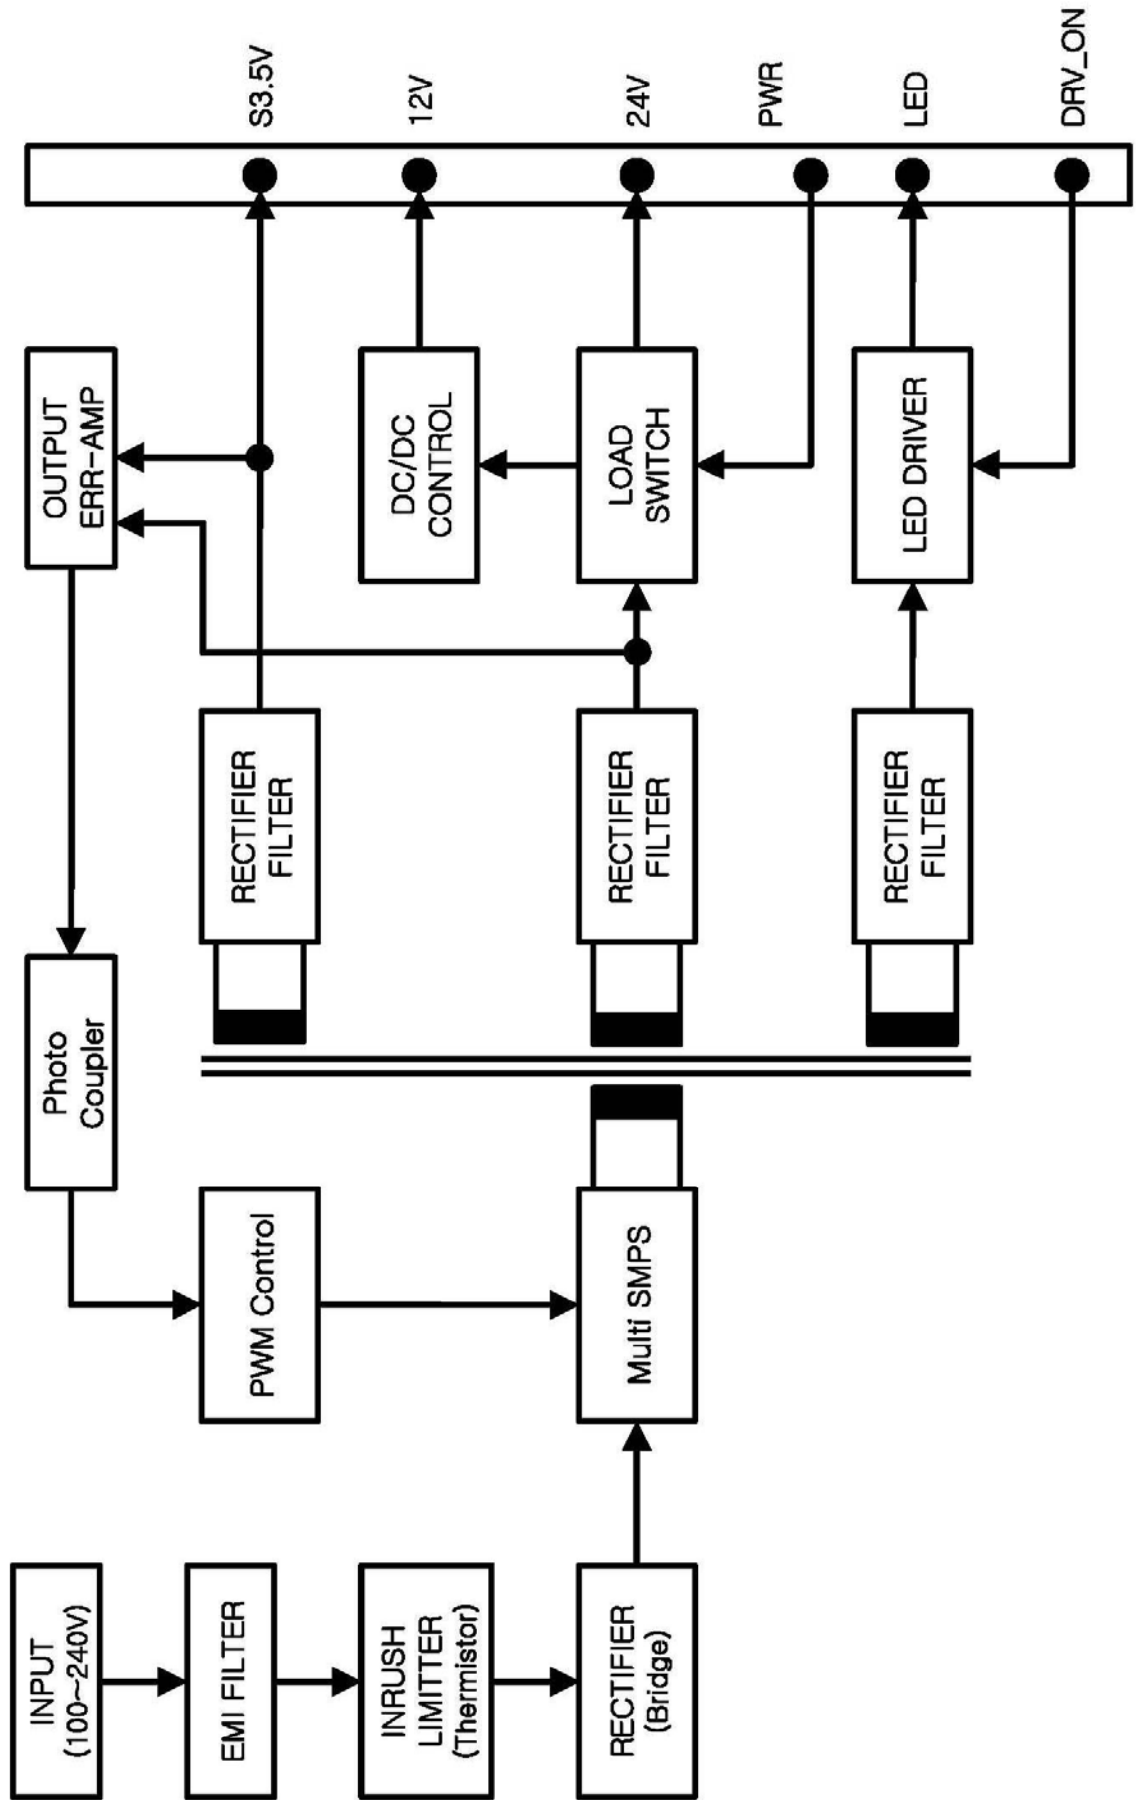 INPUT
(100~240V)
EMI FILTER
INRUSH
LIMITTER
(Thermistor)
RECTIFIER
(Bridge)
Photo
Coupler
PWM Control
Multi SMPS
OUTPUT
ERR-AMP
RECTIFIER
FILTER
RECTIFIER
FILTER
RECTIFIER
FILTER
DC/DC
CONTROL
LOAD
SWITCH
LED DRIVER
S3.5V
12V
24V
PWR
LED
DRV_ON